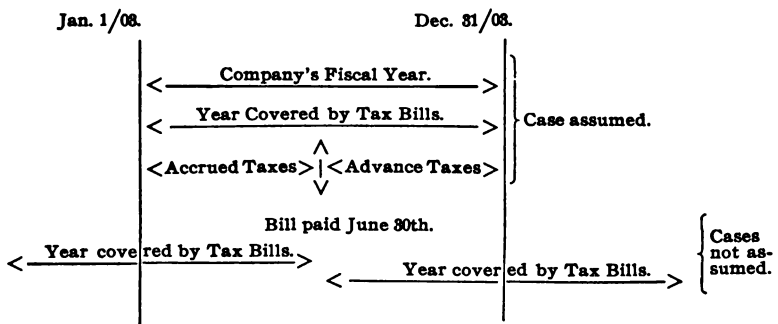 Jan. 1/08. Dec. 31/08.
Company's Fiscal Year.
Year Covered by Tax Bills.
Case assumed.
Accrued Taxes Advance Taxes
Bill paid June 30th.
Year covered by Tax Bills.
Year covered by Tax Bills.
Cases
not as-
sumed.